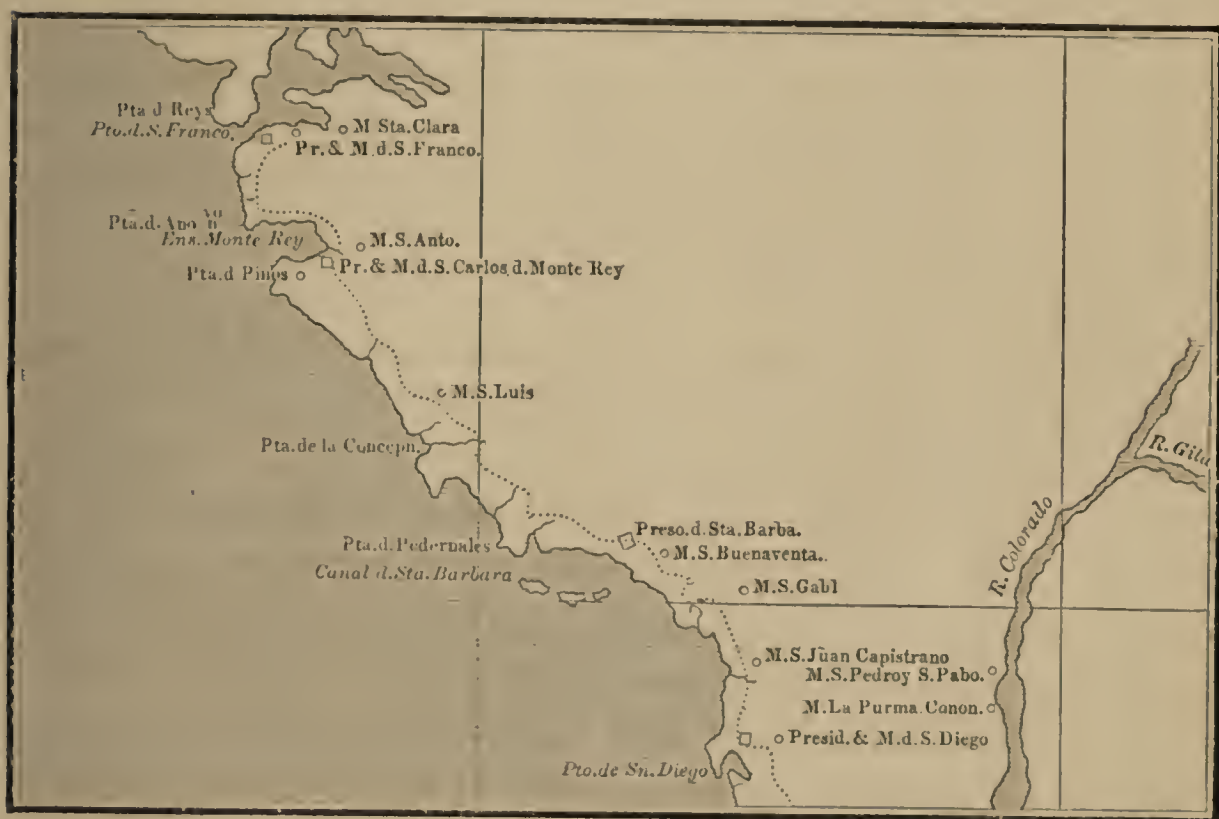 Pta d Reys
Pto.d.S.Franco.
M Sta.Clara
Pr.& M.d.S.Franco.
Pta.d.Ano
Ens.Monte Rey
M.S.Anto.
Pr.& M.d.S.Carlos.d.Monte Rey
Pta.d Pinos
M.S.Luis
Pta.de la Concepn.
R.Gila
R.Colorado
Preso.d.Sta.Barba.
Pta.d.Pedernales
M.S.Buenaventa.
Canal d.Sta.Barbara
M.S.Gabl
M.S.Juan Capistrano
M.S.Pedroy S.Pabo.
M.La Purma.Conon.
Presid.& M.d.S.Diego
Pto.de Sn.Diego